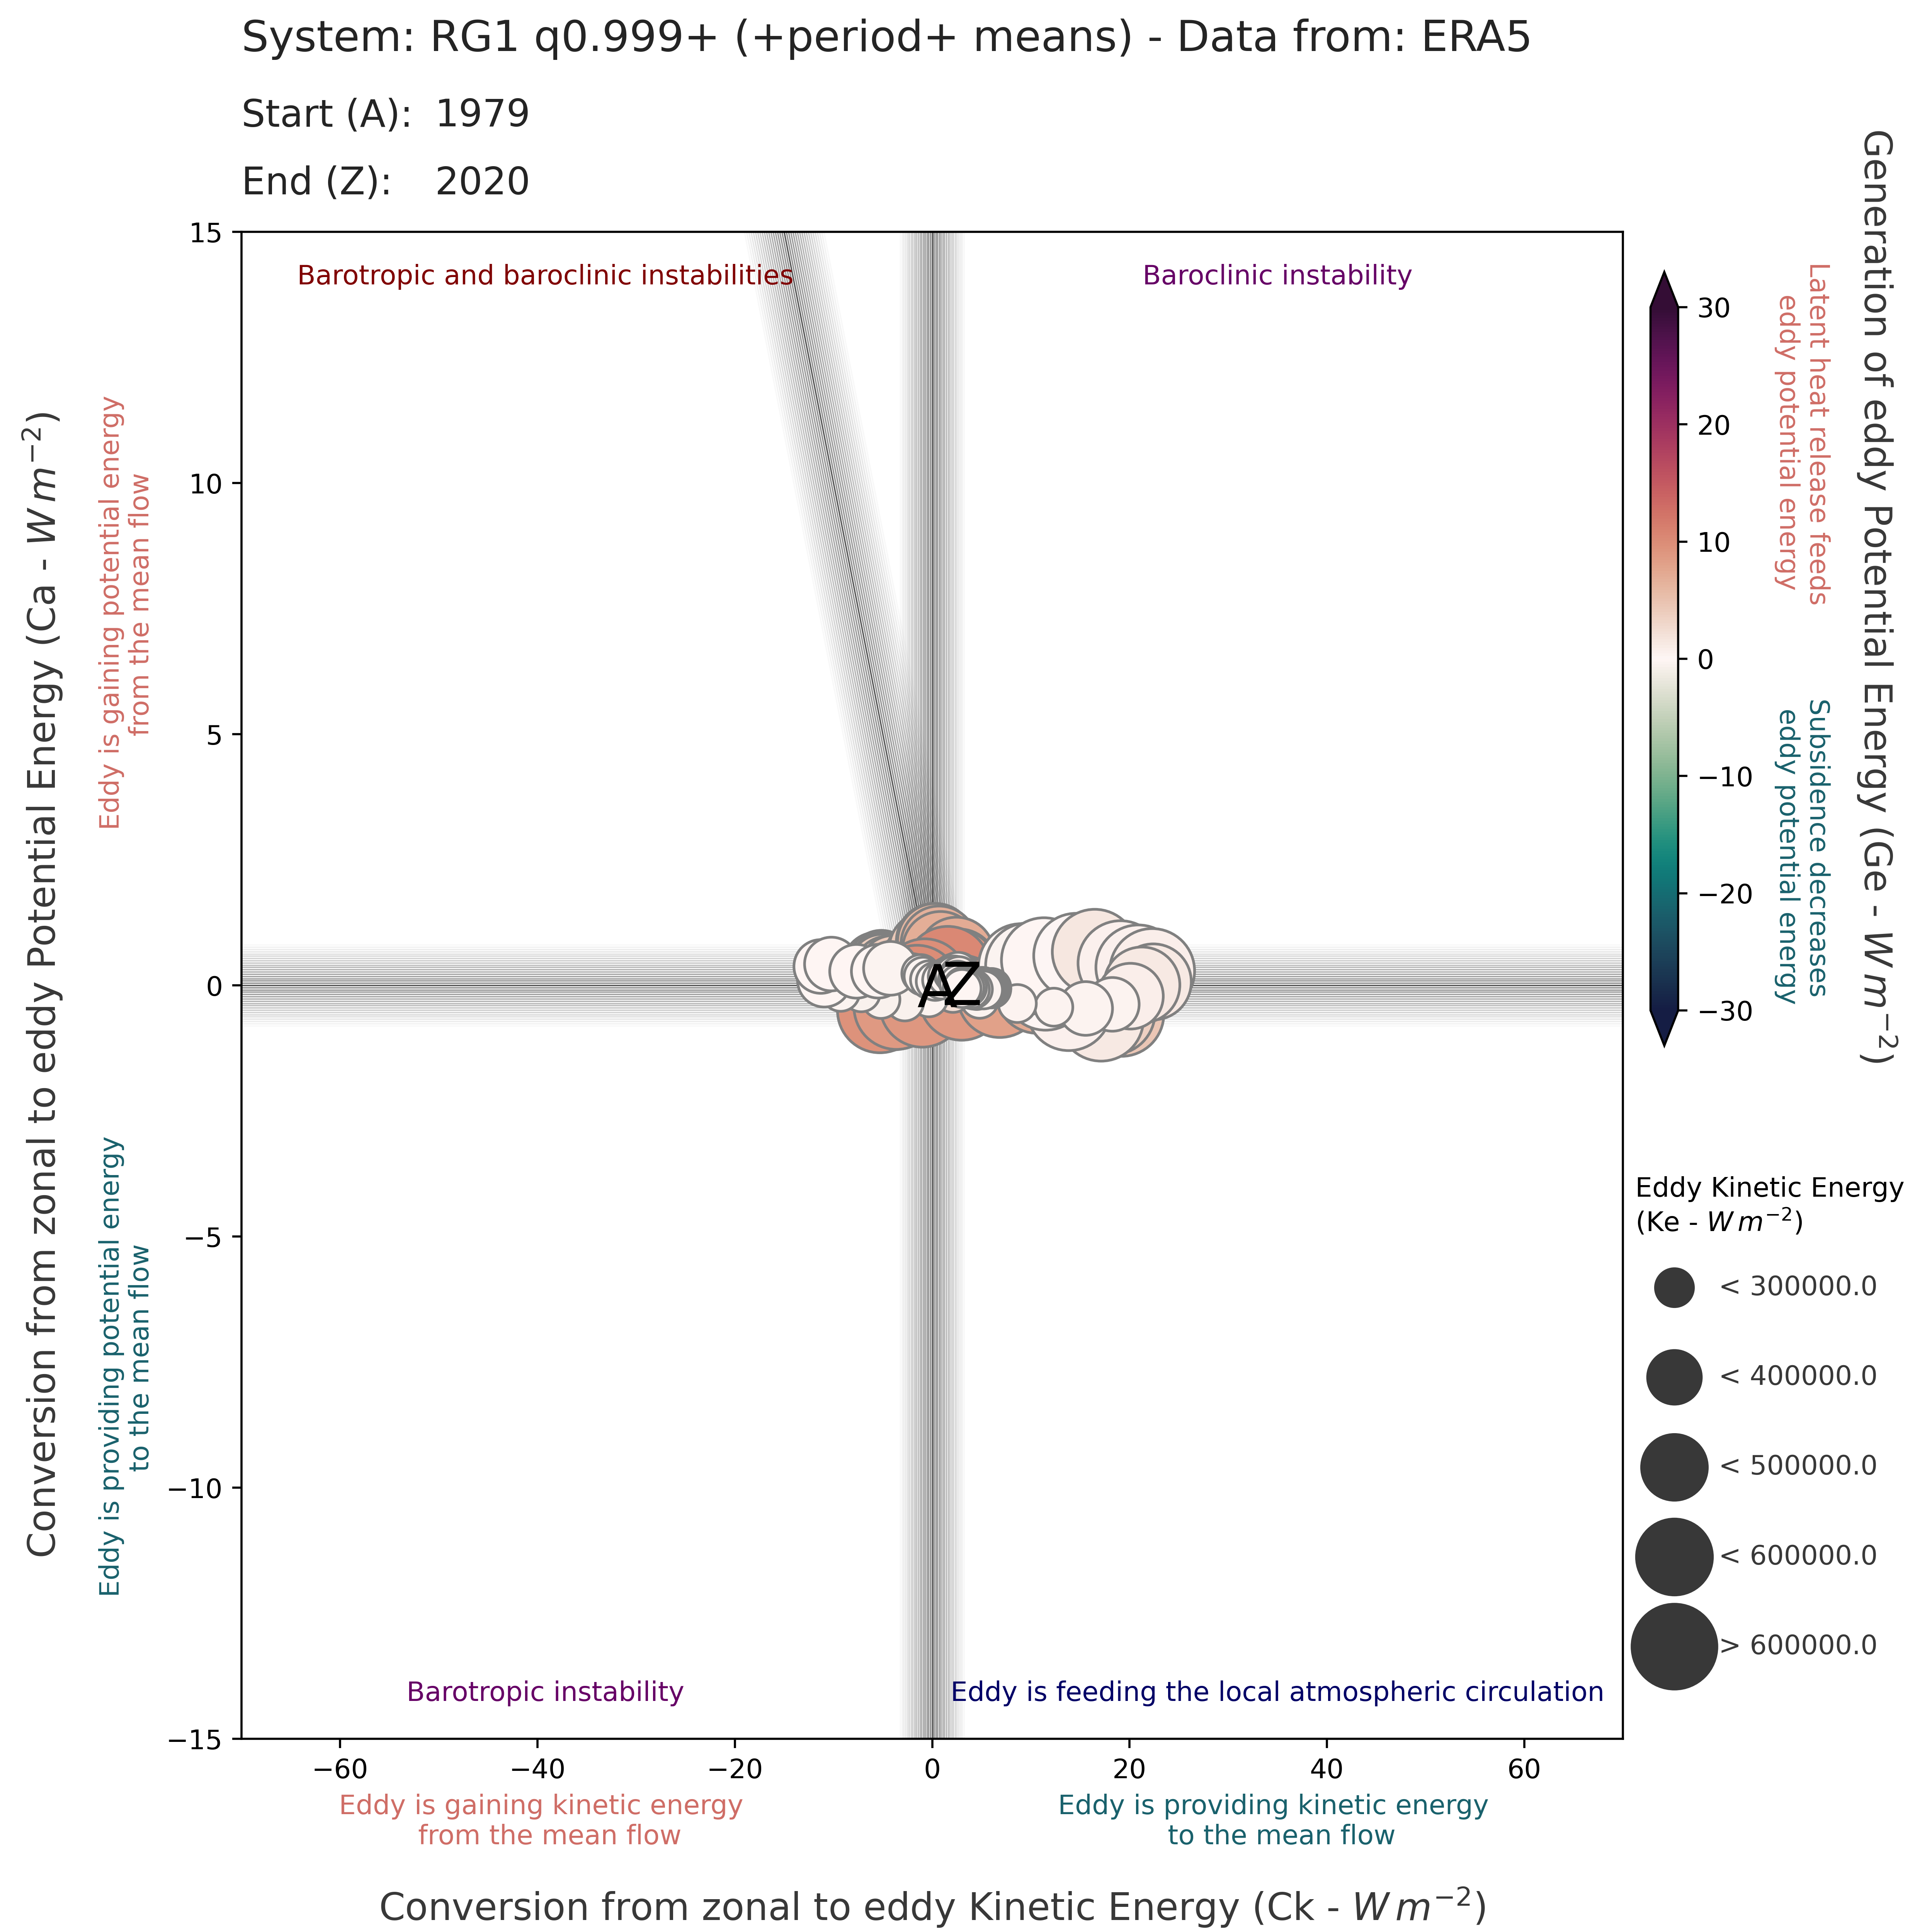 System: RG1 q0.999+ (+period+ means) - Data from: ERA5
Start (A): 1979
End (Z): 2020
Conversion from zonal to eddy Potential Energy (Ca - W m⁻²)
Eddy is gaining potential energy
from the mean flow
Eddy is providing potential energy
to the mean flow
15
10
5
0
−5
−10
−15
Barotropic and baroclinic instabilities
Baroclinic instability
A
Z
Barotropic instability
Eddy is feeding the local atmospheric circulation
−60
−40
−20
0
20
40
60
Eddy is gaining kinetic energy
from the mean flow
Eddy is providing kinetic energy
to the mean flow
Conversion from zonal to eddy Kinetic Energy (Ck - W m⁻²)
30
20
10
0
−10
−20
−30
Latent heat release feeds
eddy potential energy
Subsidence decreases
eddy potential energy
Generation of eddy Potential Energy (Ge - W m⁻²)
Eddy Kinetic Energy
(Ke - W m⁻²)
< 300000.0
< 400000.0
< 500000.0
< 600000.0
> 600000.0